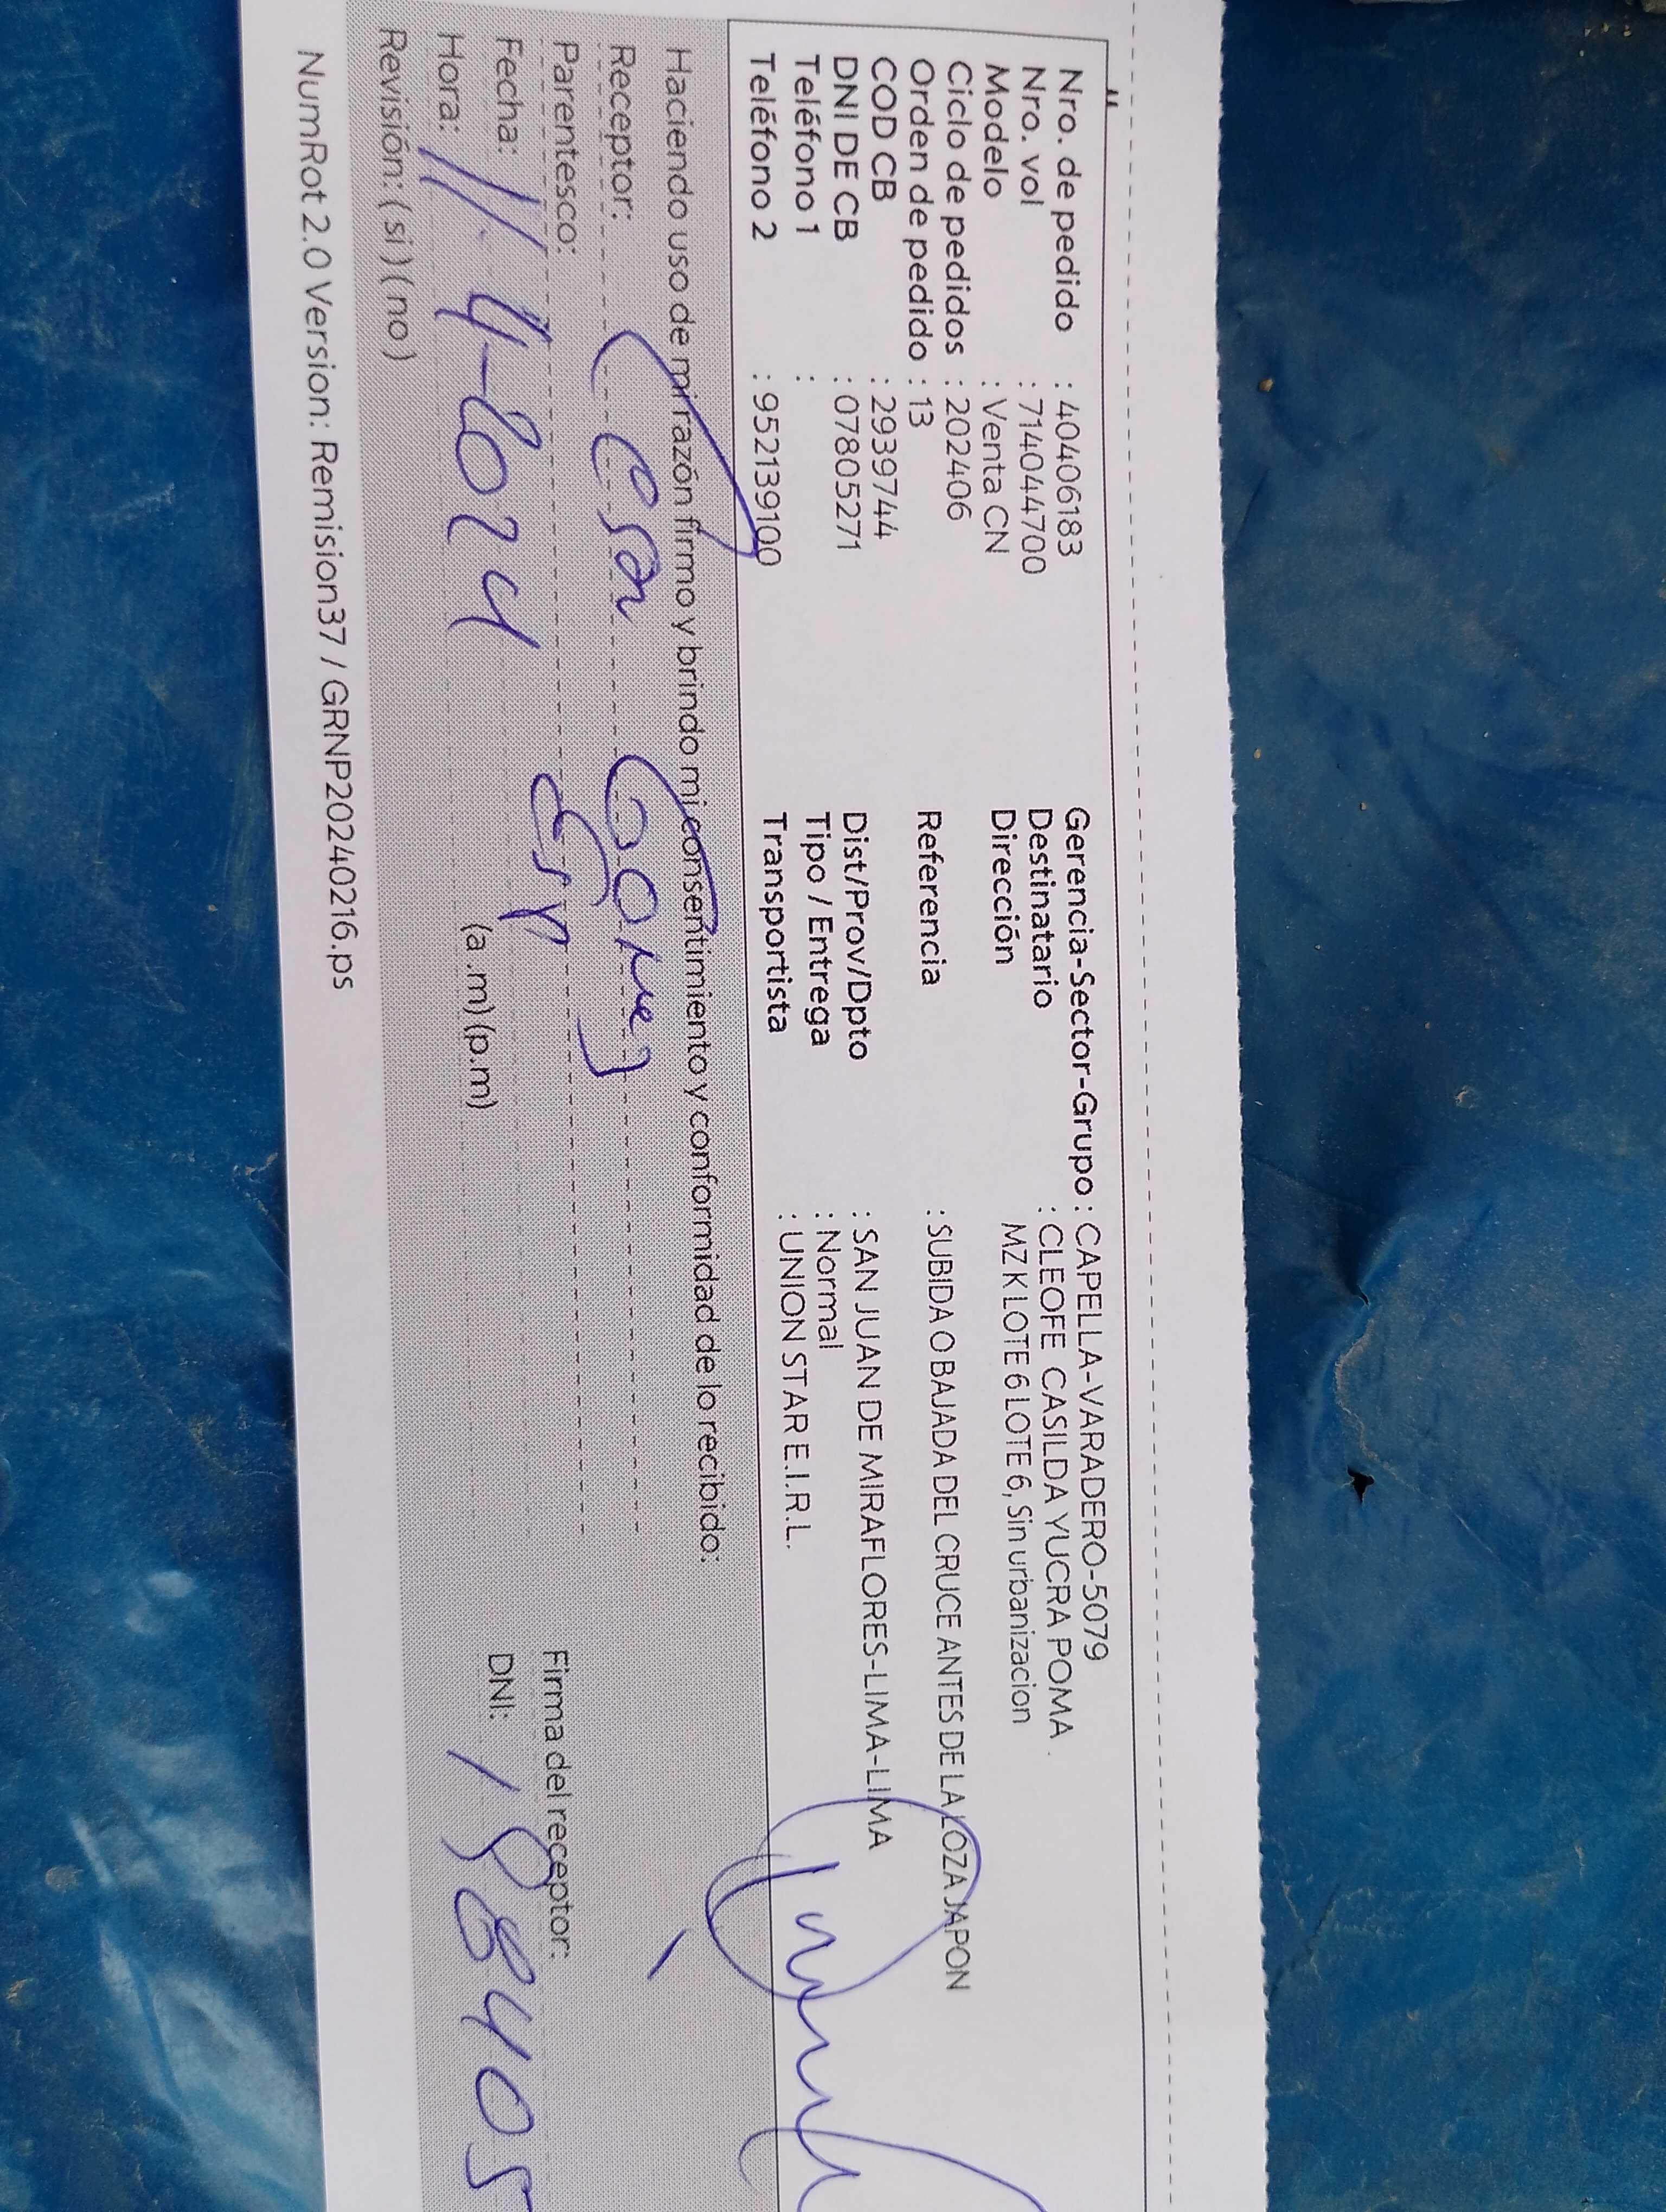 Nro. de pedido : 40406183
Nro. vol : 714044700
Modelo : Venta CN
Ciclo de pedidos : 202406
Orden de pedido : 13
COD CB : 2939744
DNI DE CB : 07805271
Teléfono 1 :
Teléfono 2 : 952139100
Gerencia-Sector-Grupo : CAPELLA-VARADERO-5079
Destinatario : CLEOFE CASILDA YUCRA POMA
Dirección MZ K LOTE 6 LOTE 6, Sin urbanizacion
Referencia : SUBIDA O BAJADA DEL CRUCE ANTES DE LA LOZA JAPON
Dist/Prov/Dpto : SAN JUAN DE MIRAFLORES-LIMA-LIMA
Tipo / Entrega : Normal
Transportista : UNION STAR E.I.R.L.
Haciendo uso de mi razón firmo y brindo mi consentimiento y conformidad de lo recibido:
Receptor:
Parentesco:
Fecha: 11-4-2024
Hora: (a .m) (p.m)
Revisión: ( si ) ( no )
Firma del receptor:
DNI:
NumRot 2.0 Version: Remision37 / GRNP20240216.ps